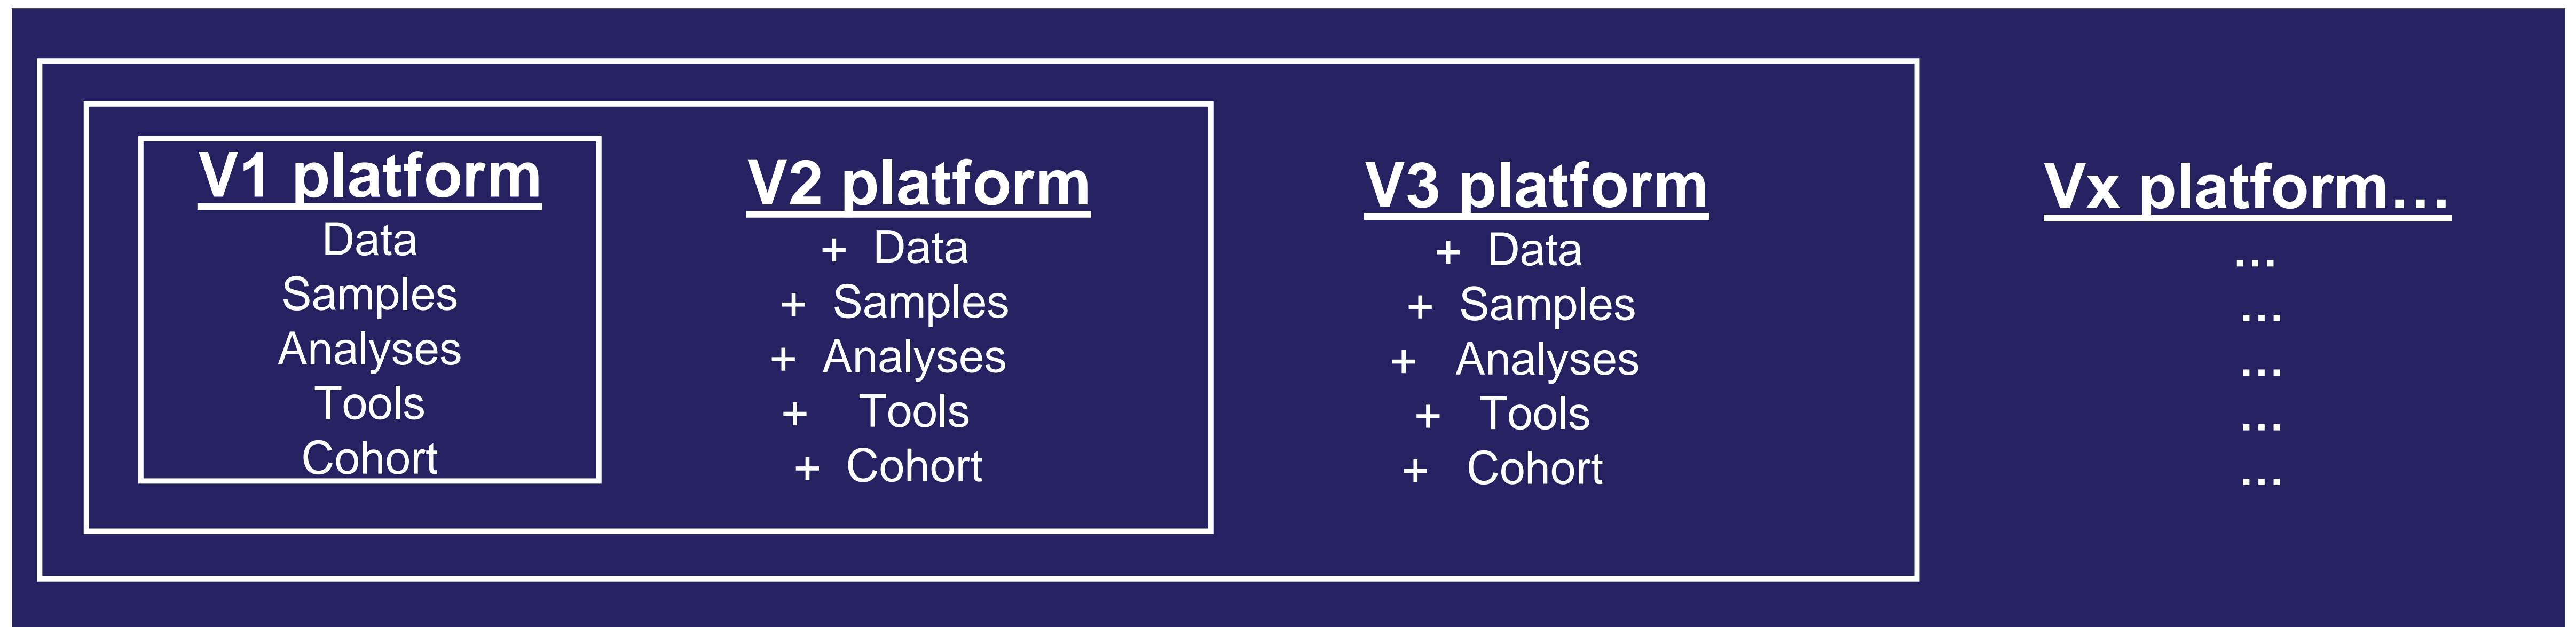 V1 platform
Data
Samples
Analyses
Tools
Cohort
V2 platform
+ Data
+ Samples
+ Analyses
+ Tools
+ Cohort
V3 platform
+ Data
+ Samples
+ Analyses
+ Tools
+ Cohort
Vx platform…
…
…
…
…
…